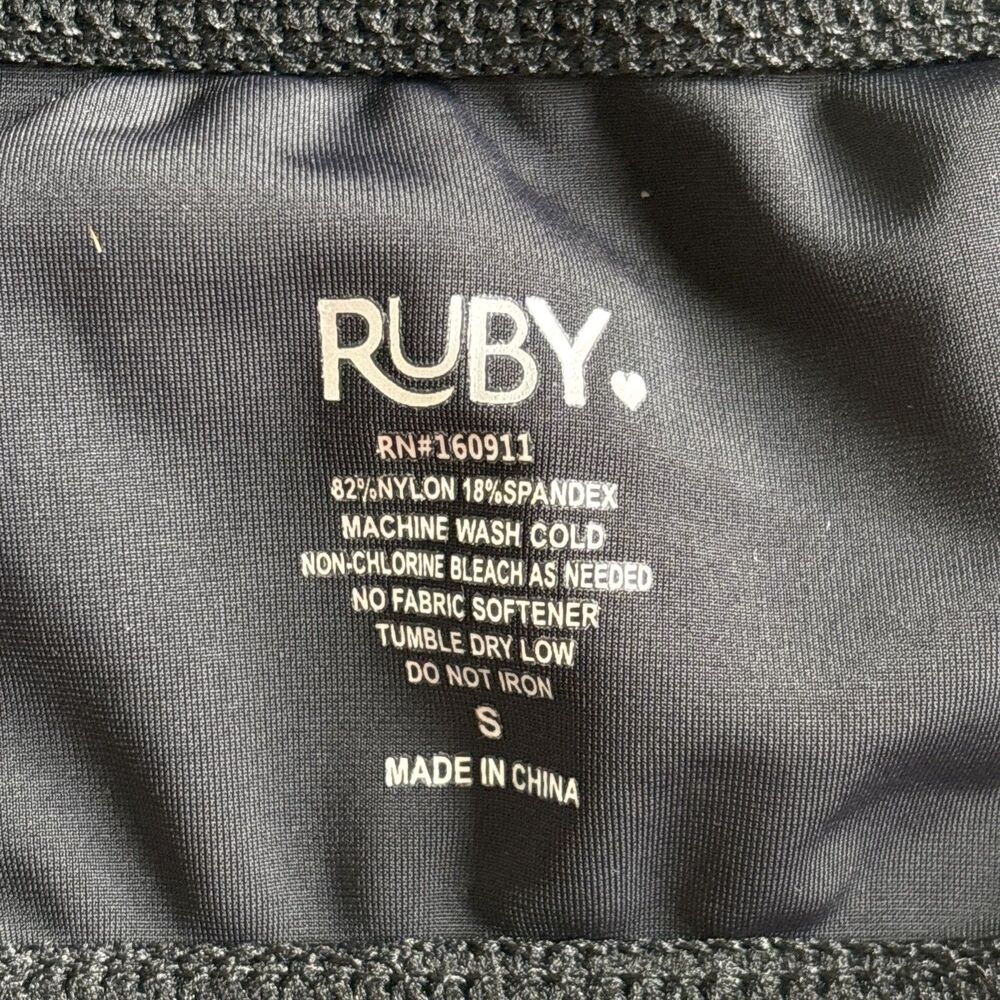 RUBY
RN#160911
82%NYLON 18%SPANDEX
MACHINE WASH COLD
NON-CHLORINE BLEACH AS NEEDED
NO FABRIC SOFTENER
TUMBLE DRY LOW
DO NOT IRON
S
MADE IN CHINA